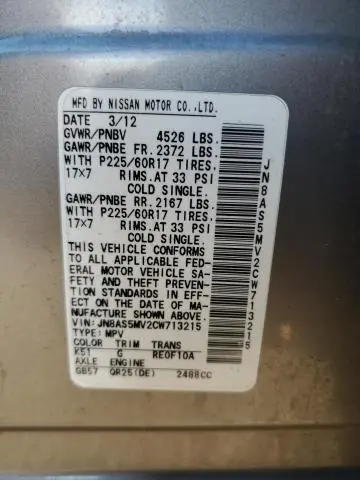 MFD BY NISSAN MOTOR CO.,LTD.
DATE 3/12
GVWR/PNBV 4526 LBS.
GAWR/PNBE FR. 2372 LBS.
WITH P225/60R17 TIRES.
17x7 RIMS. AT 33 PSI
COLD SINGLE.
GAWR/PNBE RR. 2167 LBS.
WITH P225/60R17 TIRES.
17x7 RIMS. AT 33 PSI
COLD SINGLE.
THIS VEHICLE CONFORMS
TO ALL APPLICABLE FED-
ERAL MOTOR VEHICLE SA-
FETY AND THEFT PREVEN-
TION STANDARDS IN EFF-
ECT ON THE DATE OF MA-
NUFACTURE SHOWN ABOVE.
VIN: JN8AS5MV2CW713215
TYPE: MPV
COLOR TRIM TRANS
K51 G RE0F10A
AXLE ENGINE
GB57 QR25(DE) 2488CC
JN8AS5MV2CW713215